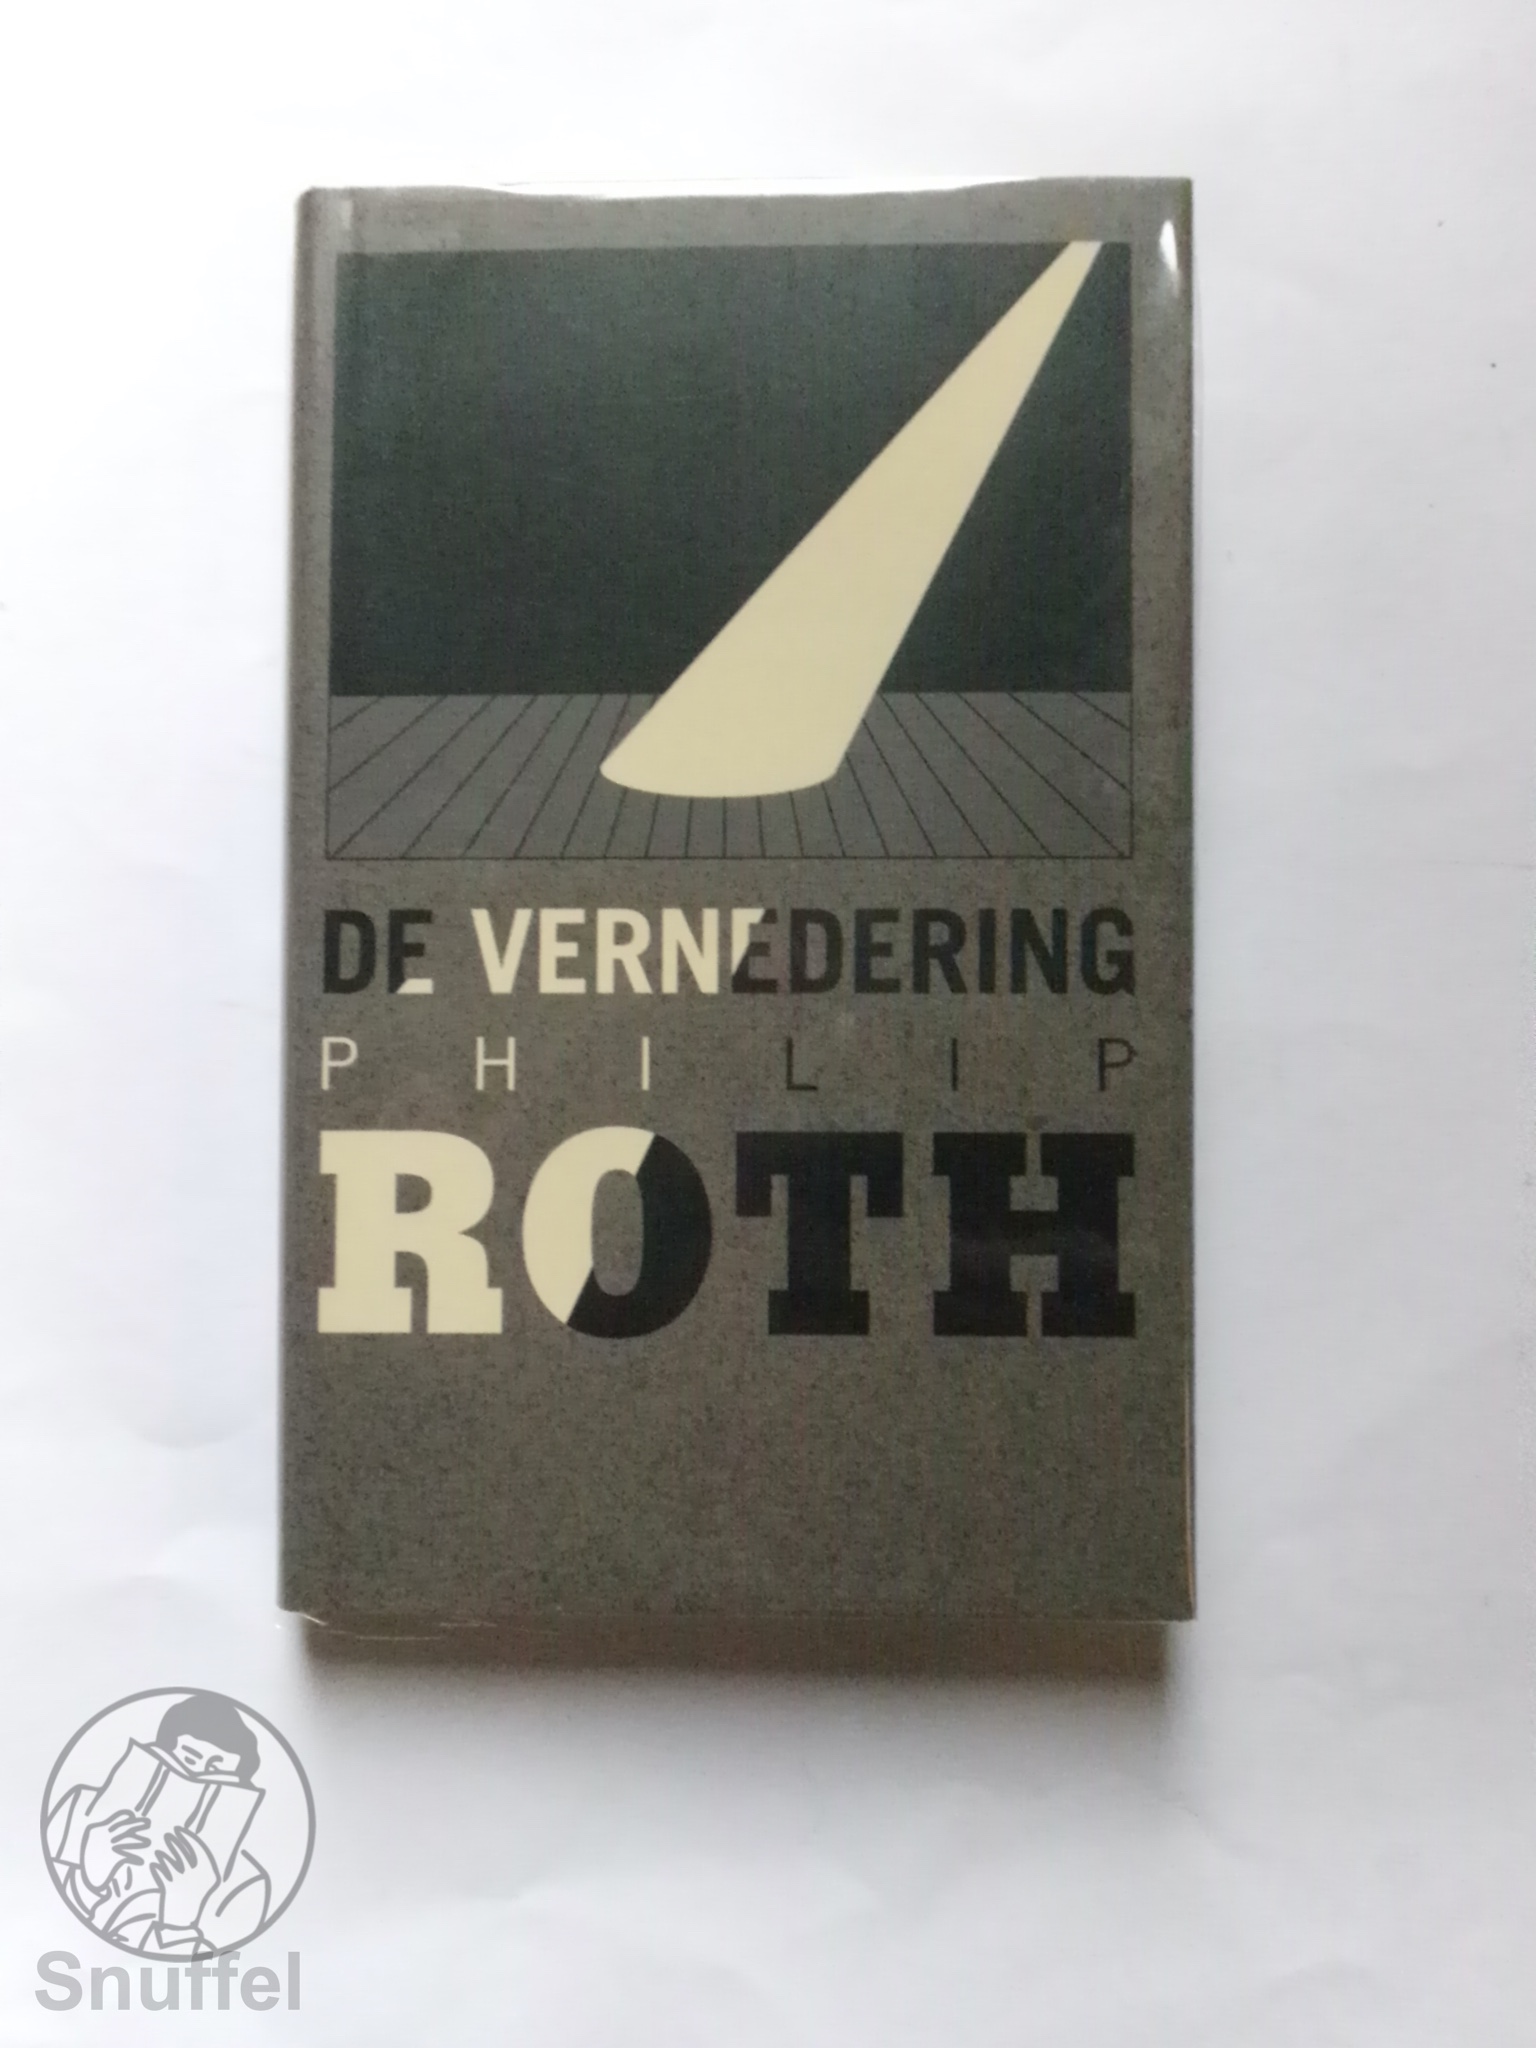 DE VERNEDERING
PHILIP
ROTH
Snuffel